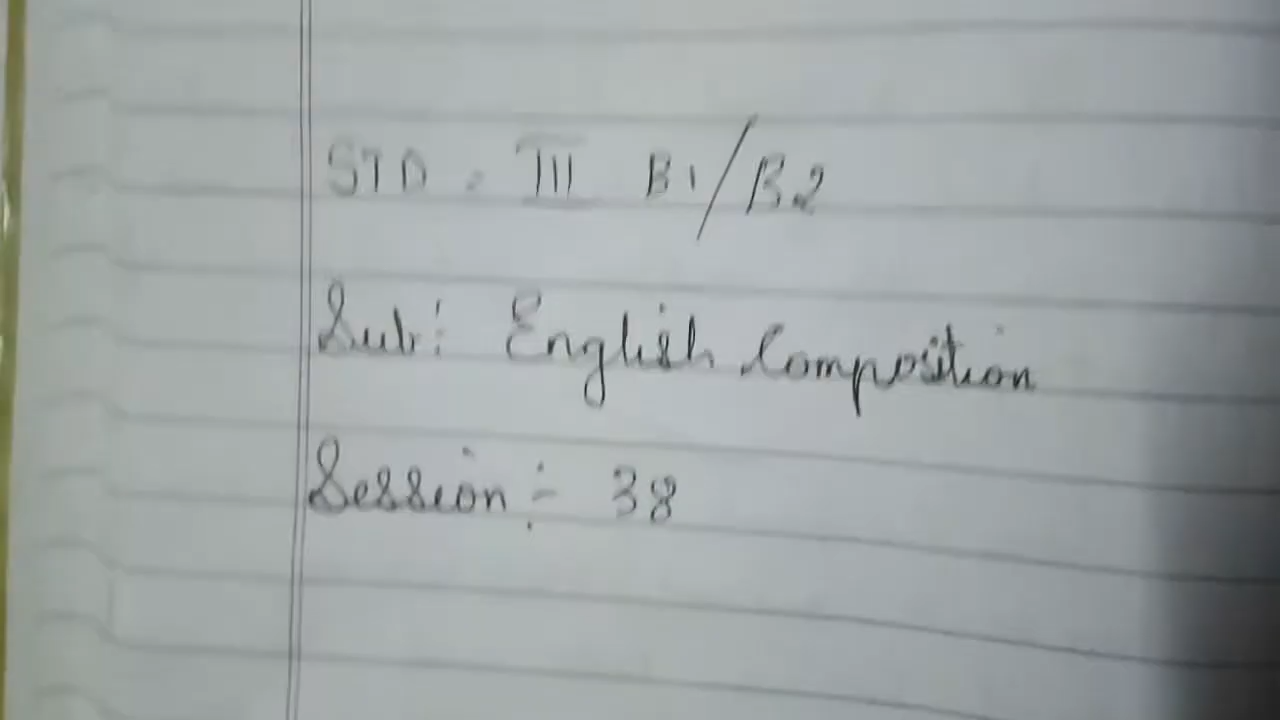 STD - III B1/B2
Sub: English Composition
Session :- 38